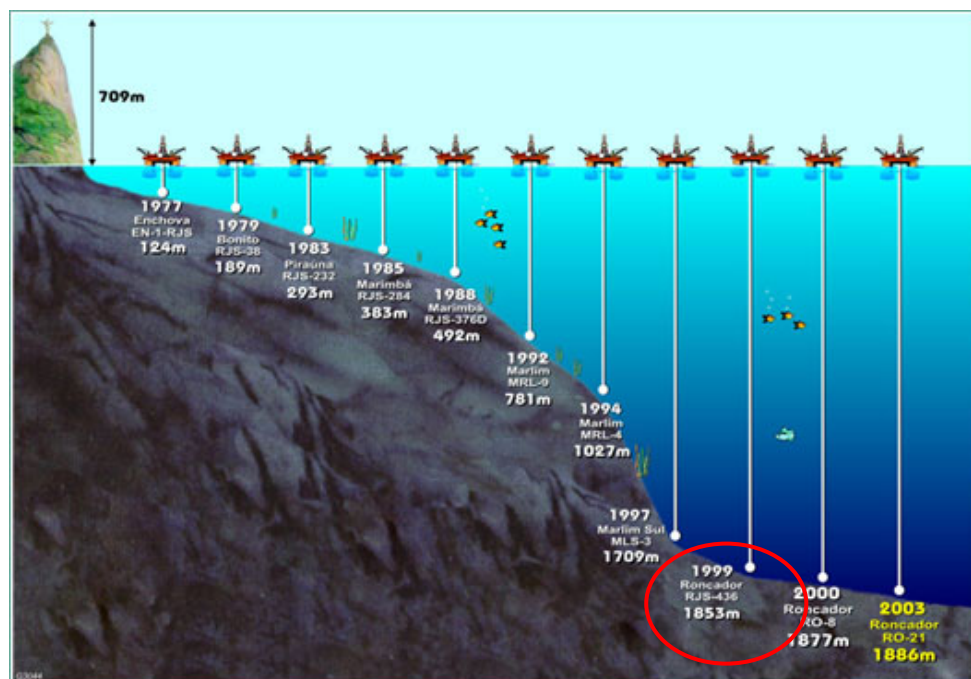 709m
1977
Enchova
EN-1-RJS
124m
1979
Bonito
RJS-38
189m
1983
Piraúna
RJS-232
293m
1985
Marimbá
RJS-284
383m
1988
Marimbá
RJS-376D
492m
1992
Marlim
MRL-9
781m
1994
Marlim
MRL-4
1027m
1997
Marlim Sul
MLS-3
1709m
1999
Roncador
RJS-436
1853m
2000
Roncador
RO-8
1877m
2003
Roncador
RO-21
1886m